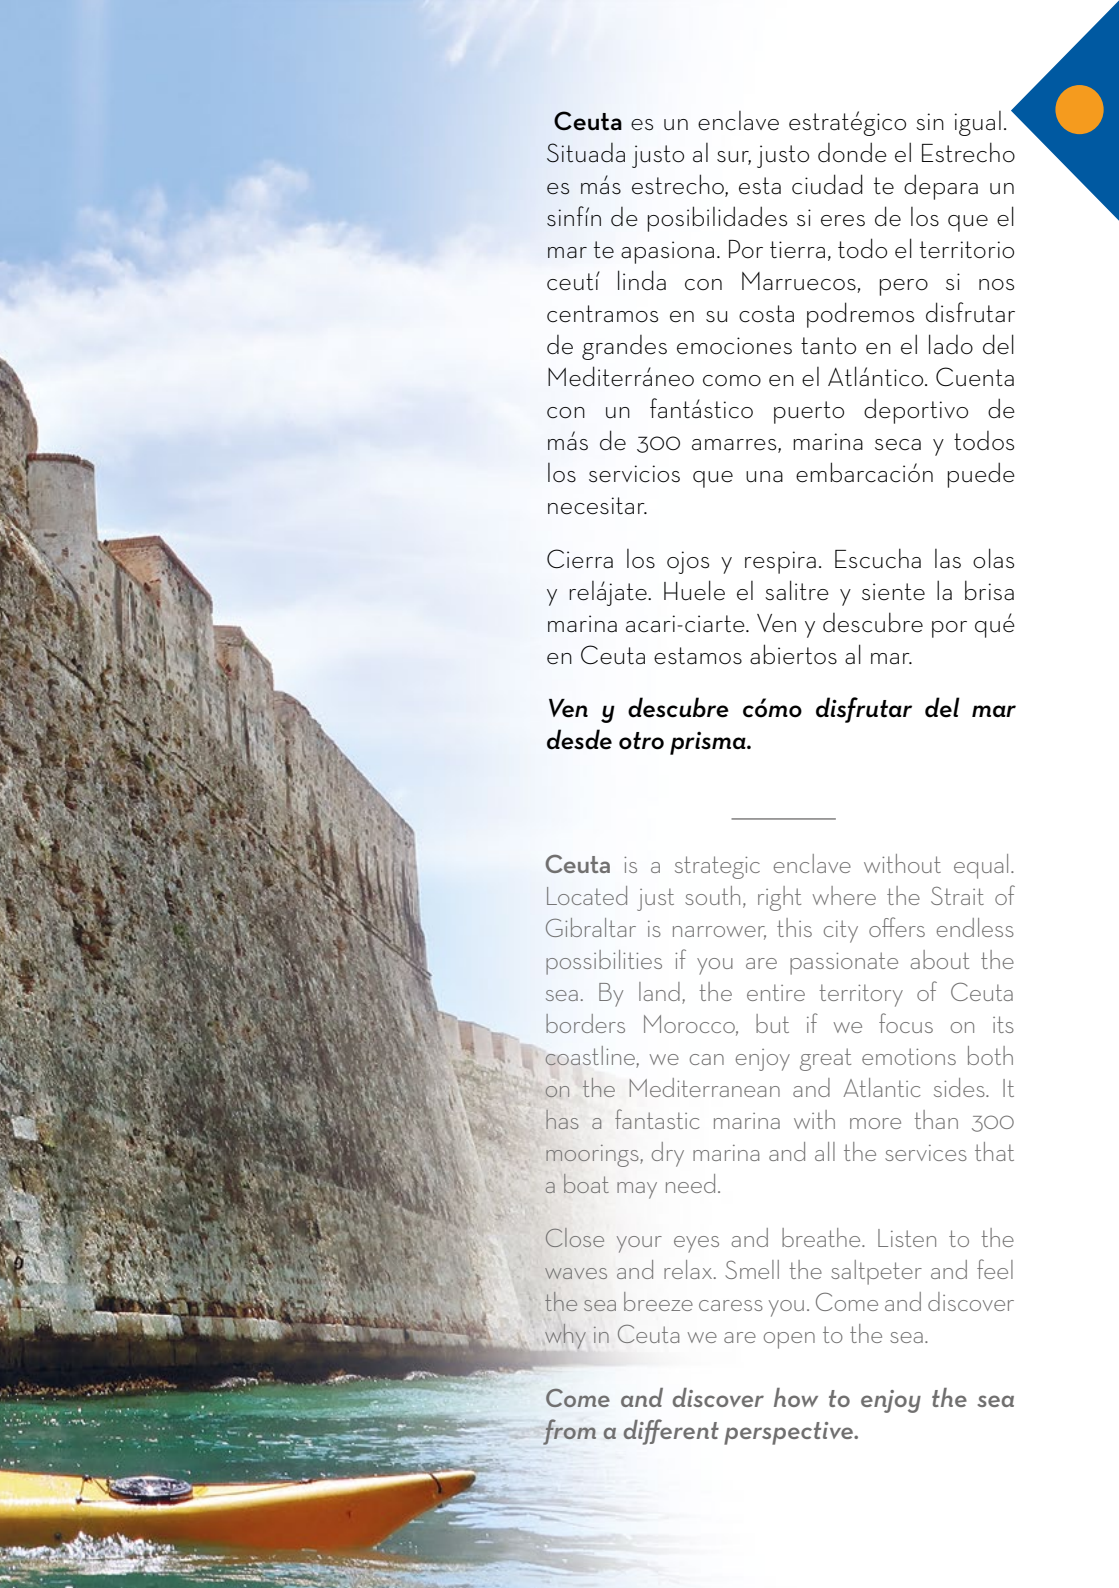 Ceuta es un enclave estratégico sin igual.
Situada justo al sur, justo donde el Estrecho
es más estrecho, esta ciudad te depara un
sinfín de posibilidades si eres de los que el
mar te apasiona. Por tierra, todo el territorio
ceutí linda con Marruecos, pero si nos
centramos en su costa podremos disfrutar
de grandes emociones tanto en el lado del
Mediterráneo como en el Atlántico. Cuenta
con un fantástico puerto deportivo de
más de 300 amarres, marina seca y todos
los servicios que una embarcación puede
necesitar.
Cierra los ojos y respira. Escucha las olas
y relájate. Huele el salitre y siente la brisa
marina acari-ciarte. Ven y descubre por qué
en Ceuta estamos abiertos al mar.
Ven y descubre cómo disfrutar del mar
desde otro prisma.
Ceuta is a strategic enclave without equal.
Located just south, right where the Strait of
Gibraltar is narrower, this city offers endless
possibilities if you are passionate about the
sea. By land, the entire territory of Ceuta
borders Morocco, but if we focus on its
coastline, we can enjoy great emotions both
on the Mediterranean and Atlantic sides. It
has a fantastic marina with more than 300
moorings, dry marina and all the services that
a boat may need.
Close your eyes and breathe. Listen to the
waves and relax. Smell the saltpeter and feel
the sea breeze caress you. Come and discover
why in Ceuta we are open to the sea.
Come and discover how to enjoy the sea
from a different perspective.